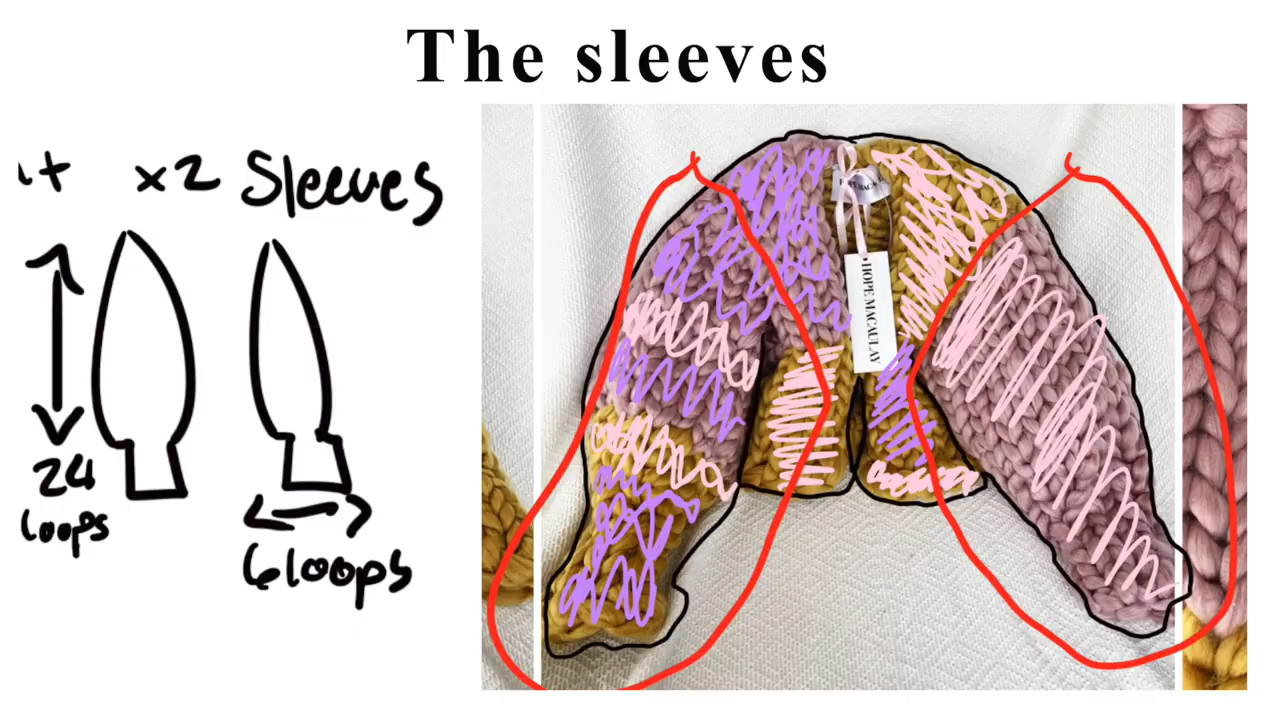 The sleeves
x2 Sleeves
24
loops
6 loops
HOPE MACAULAY